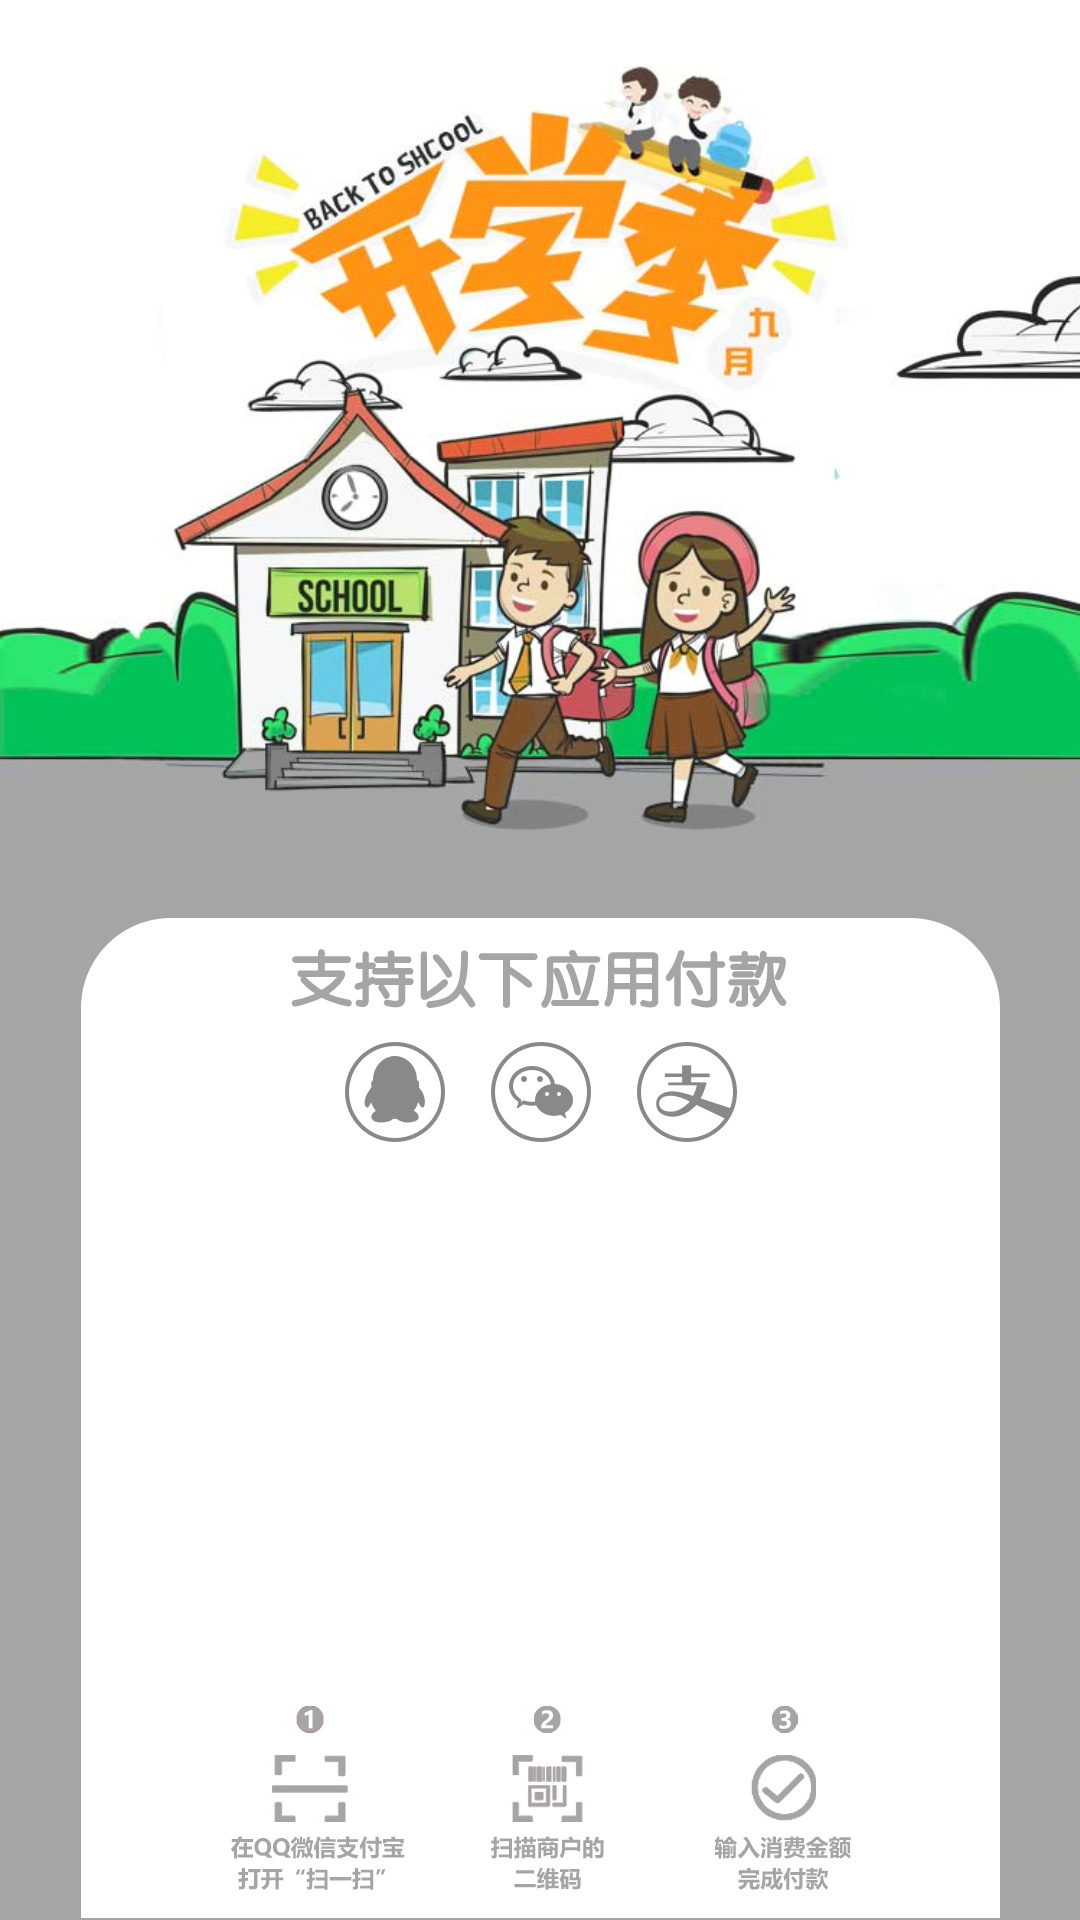 BACK TO SHCOOL
开学季
九
月
SCHOOL
支持以下应用付款
支
1 2 3
在QQ微信支付宝
打开“扫一扫”
扫描商户的
二维码
输入消费金额
完成付款